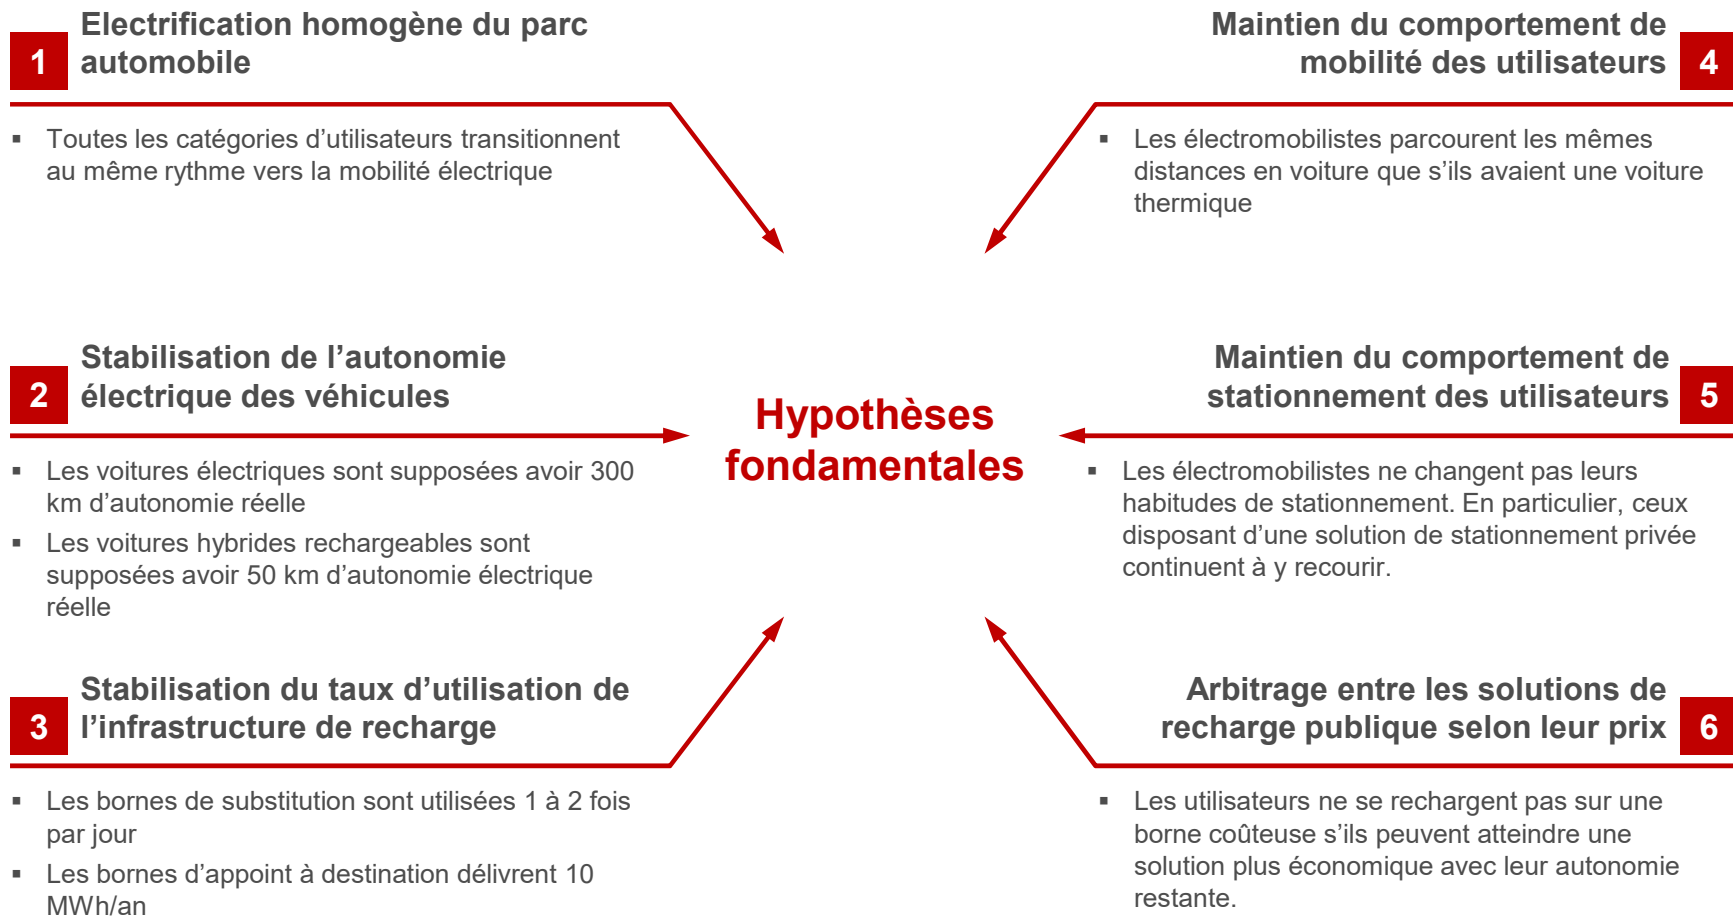 1
Electrification homogène du parc
automobile
▪ Toutes les catégories d’utilisateurs transitionnent
au même rythme vers la mobilité électrique
2
Stabilisation de l’autonomie
électrique des véhicules
▪ Les voitures électriques sont supposées avoir 300
km d’autonomie réelle
▪ Les voitures hybrides rechargeables sont
supposées avoir 50 km d’autonomie électrique
réelle
3
Stabilisation du taux d’utilisation de
l’infrastructure de recharge
▪ Les bornes de substitution sont utilisées 1 à 2 fois
par jour
▪ Les bornes d’appoint à destination délivrent 10
MWh/an
Hypothèses
fondamentales
Maintien du comportement de
mobilité des utilisateurs
4
▪ Les électromobilistes parcourent les mêmes
distances en voiture que s’ils avaient une voiture
thermique
Maintien du comportement de
stationnement des utilisateurs
5
▪ Les électromobilistes ne changent pas leurs
habitudes de stationnement. En particulier, ceux
disposant d’une solution de stationnement privée
continuent à y recourir.
Arbitrage entre les solutions de
recharge publique selon leur prix
6
▪ Les utilisateurs ne se rechargent pas sur une
borne coûteuse s’ils peuvent atteindre une
solution plus économique avec leur autonomie
restante.